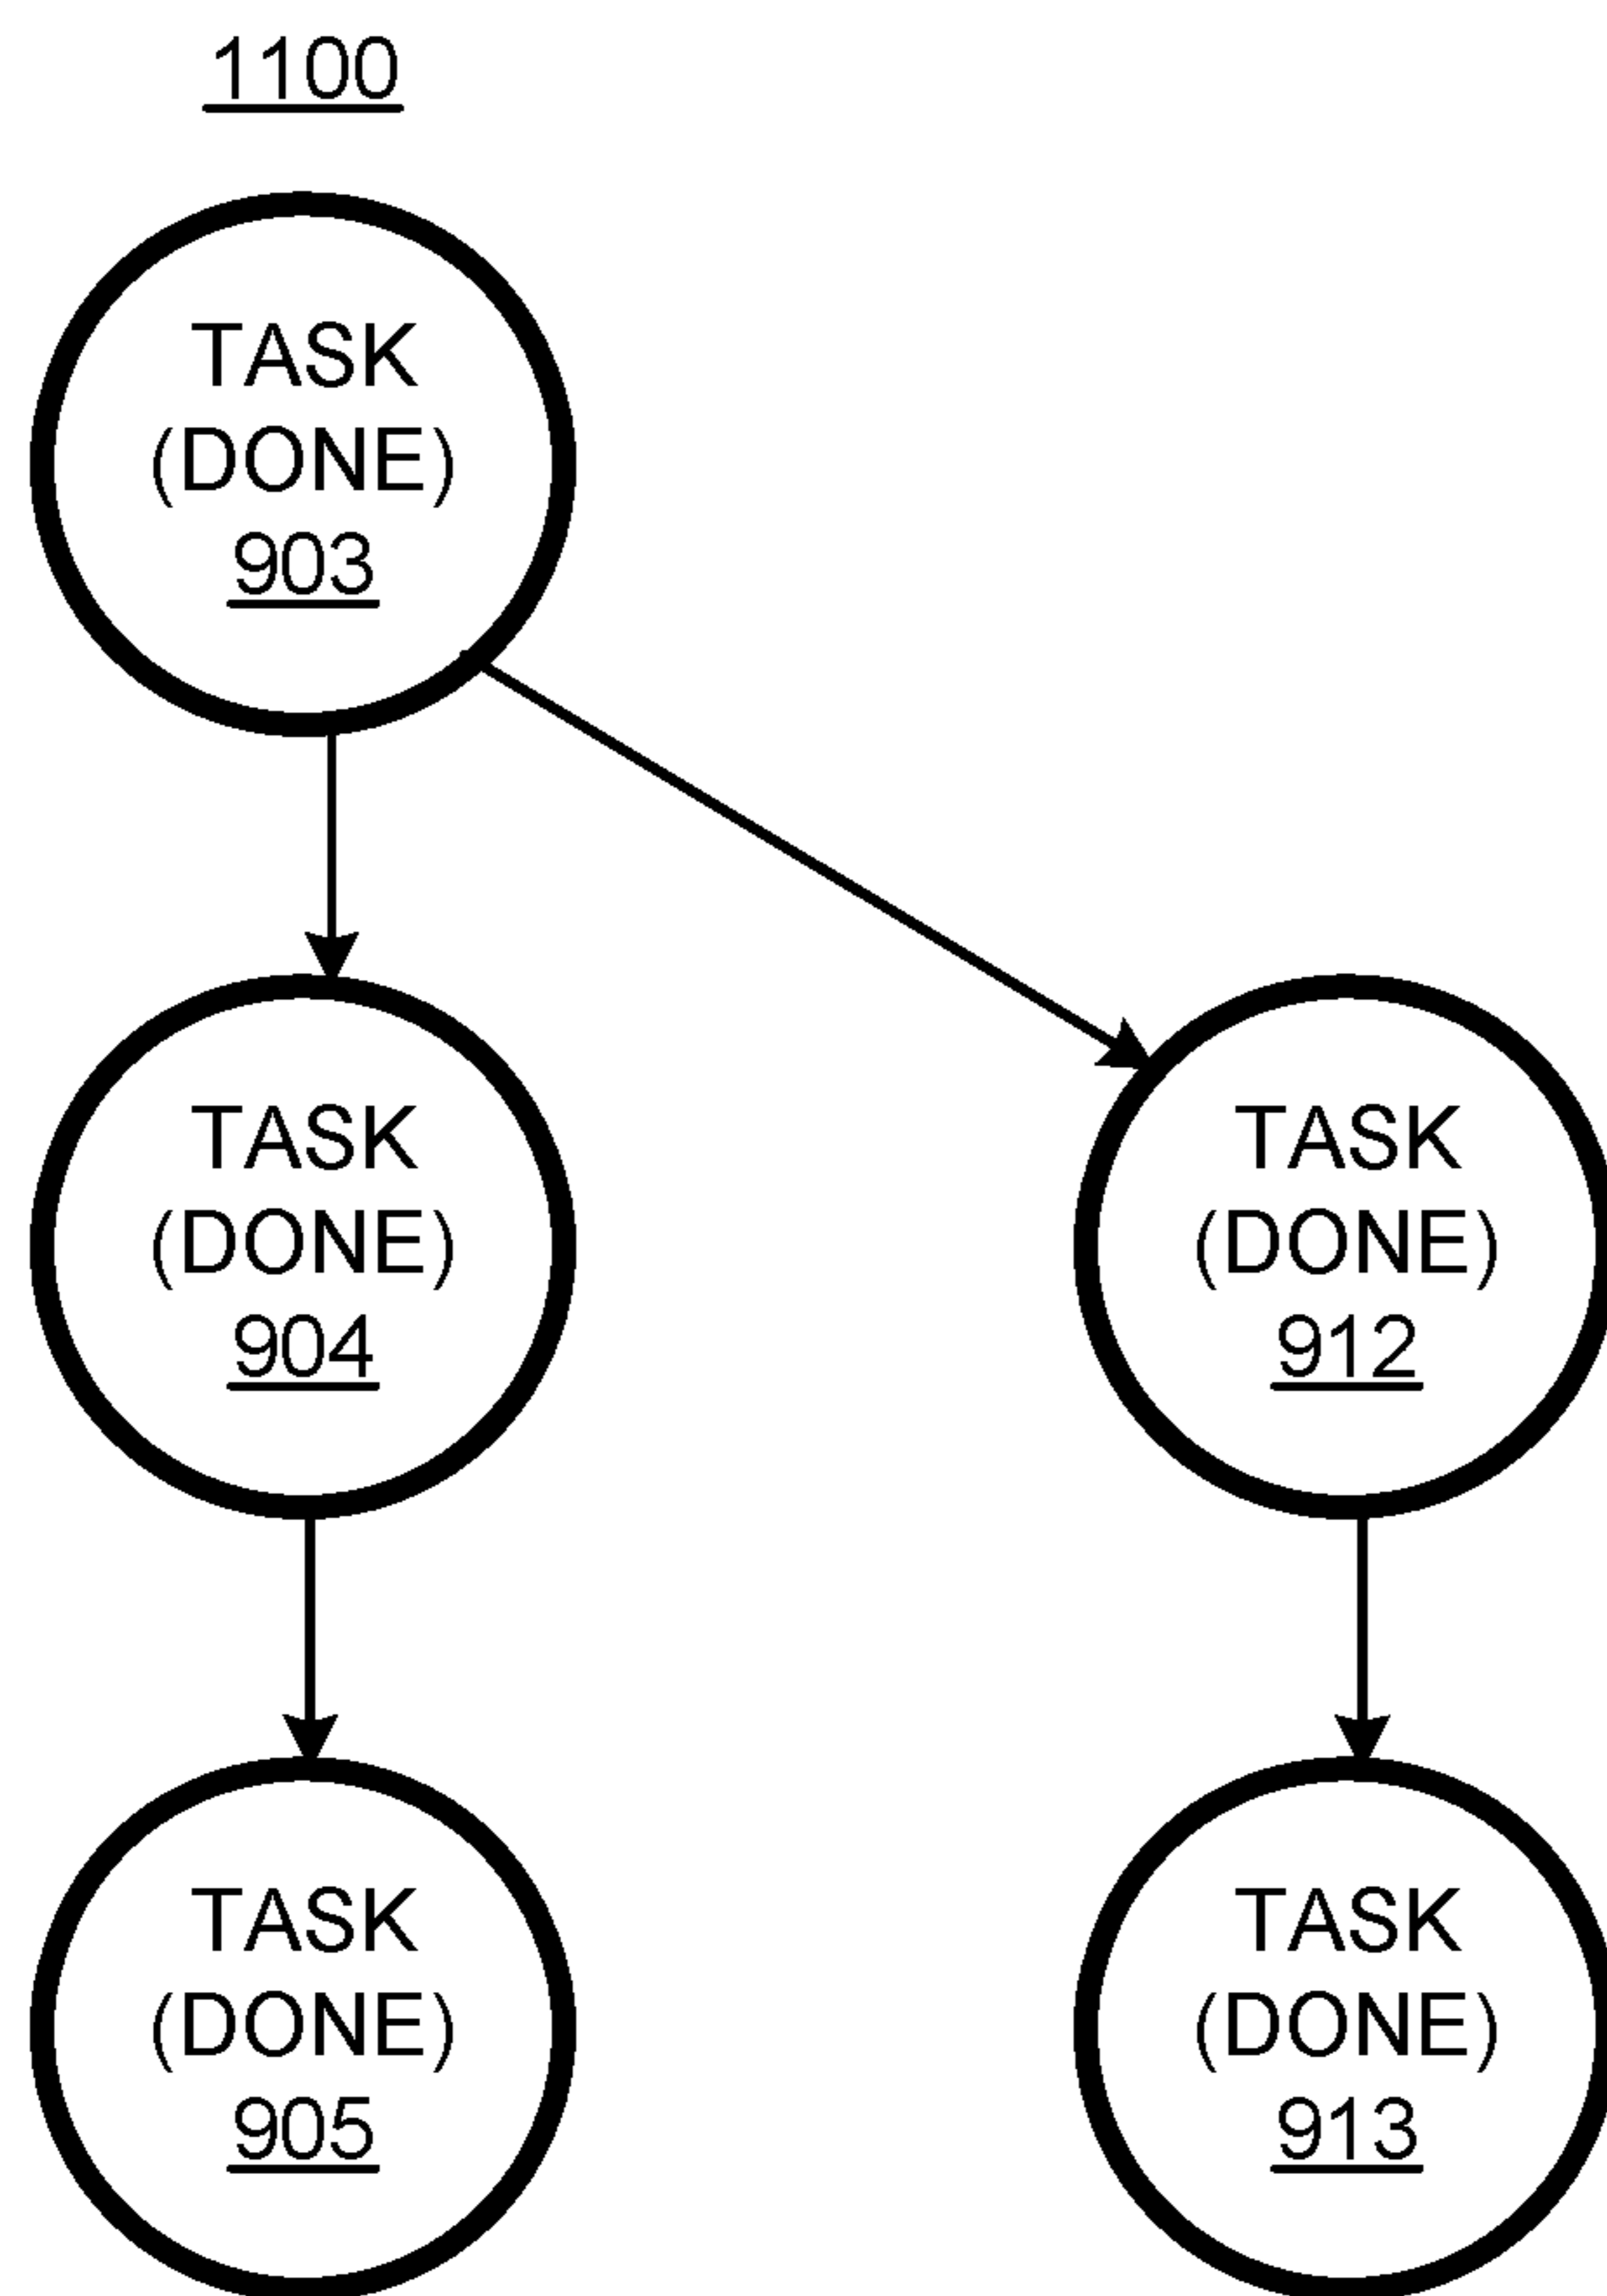 1100
TASK
(DONE)
903
TASK
(DONE)
904
TASK
(DONE)
912
TASK
(DONE)
905
TASK
(DONE)
913